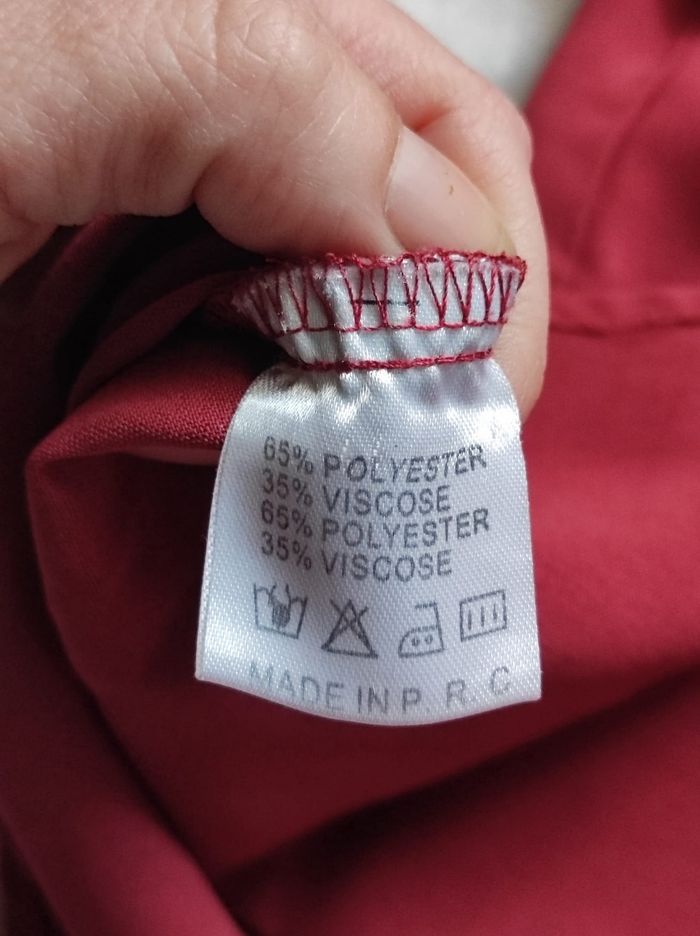 65% POLYESTER
35% VISCOSE
65% POLYESTER
35% VISCOSE
MADE IN P. R. C